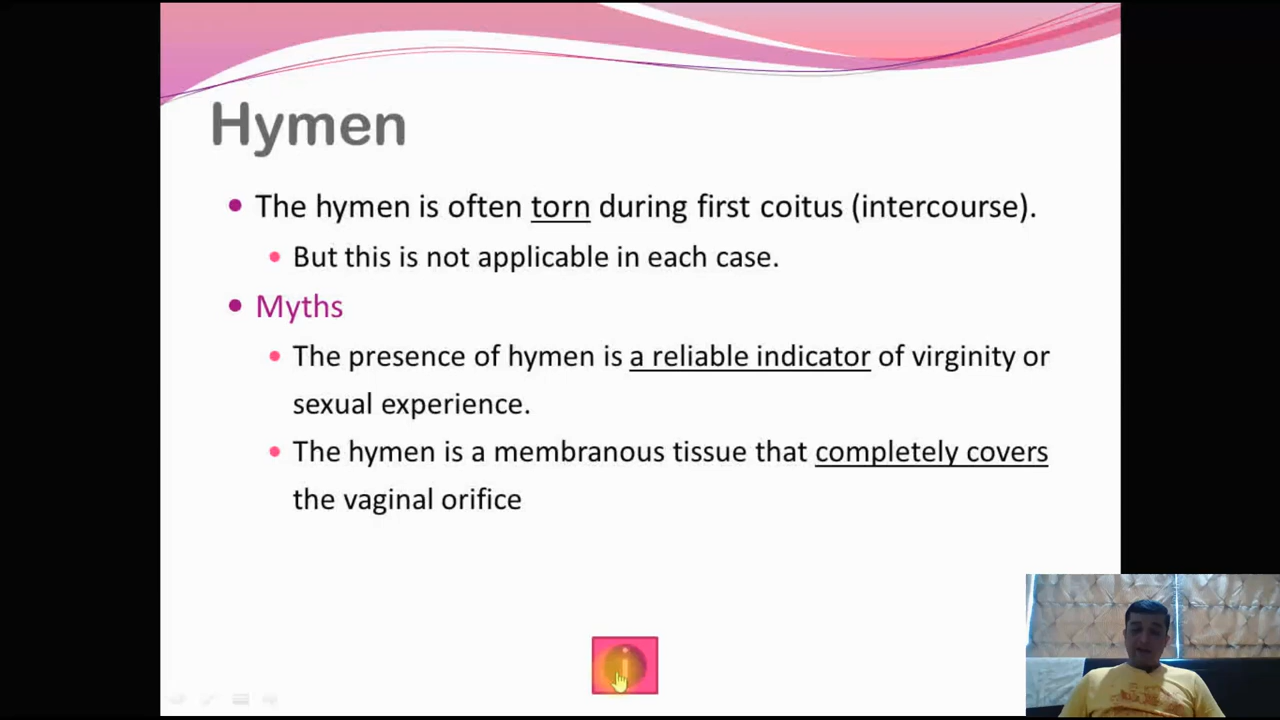 Hymen
The hymen is often torn during first coitus (intercourse).
But this is not applicable in each case.
Myths
The presence of hymen is a reliable indicator of virginity or
sexual experience.
The hymen is a membranous tissue that completely covers
the vaginal orifice
i